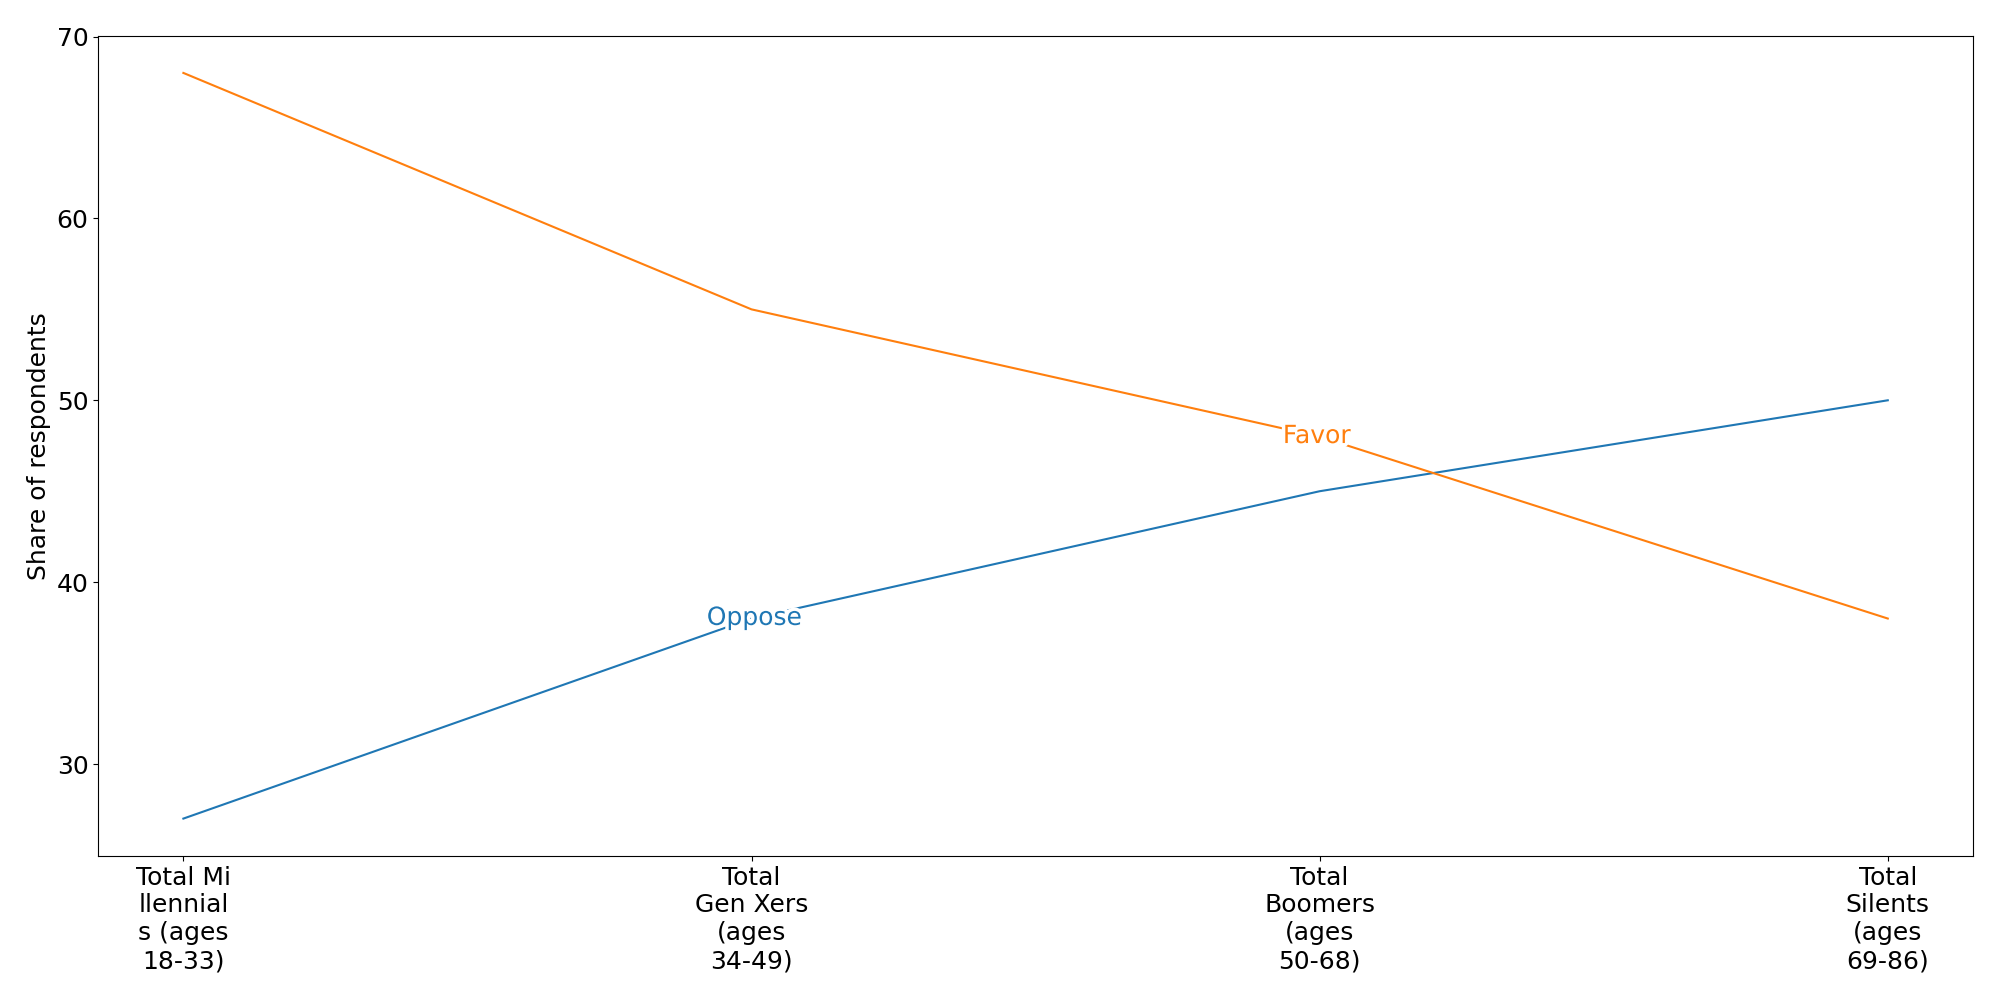 70
60
50
40
30
Share of respondents
Favor
Oppose
Total Mi
llennial
s (ages
18-33)
Total
Gen Xers
(ages
34-49)
Total
Boomers
(ages
50-68)
Total
Silents
(ages
69-86)